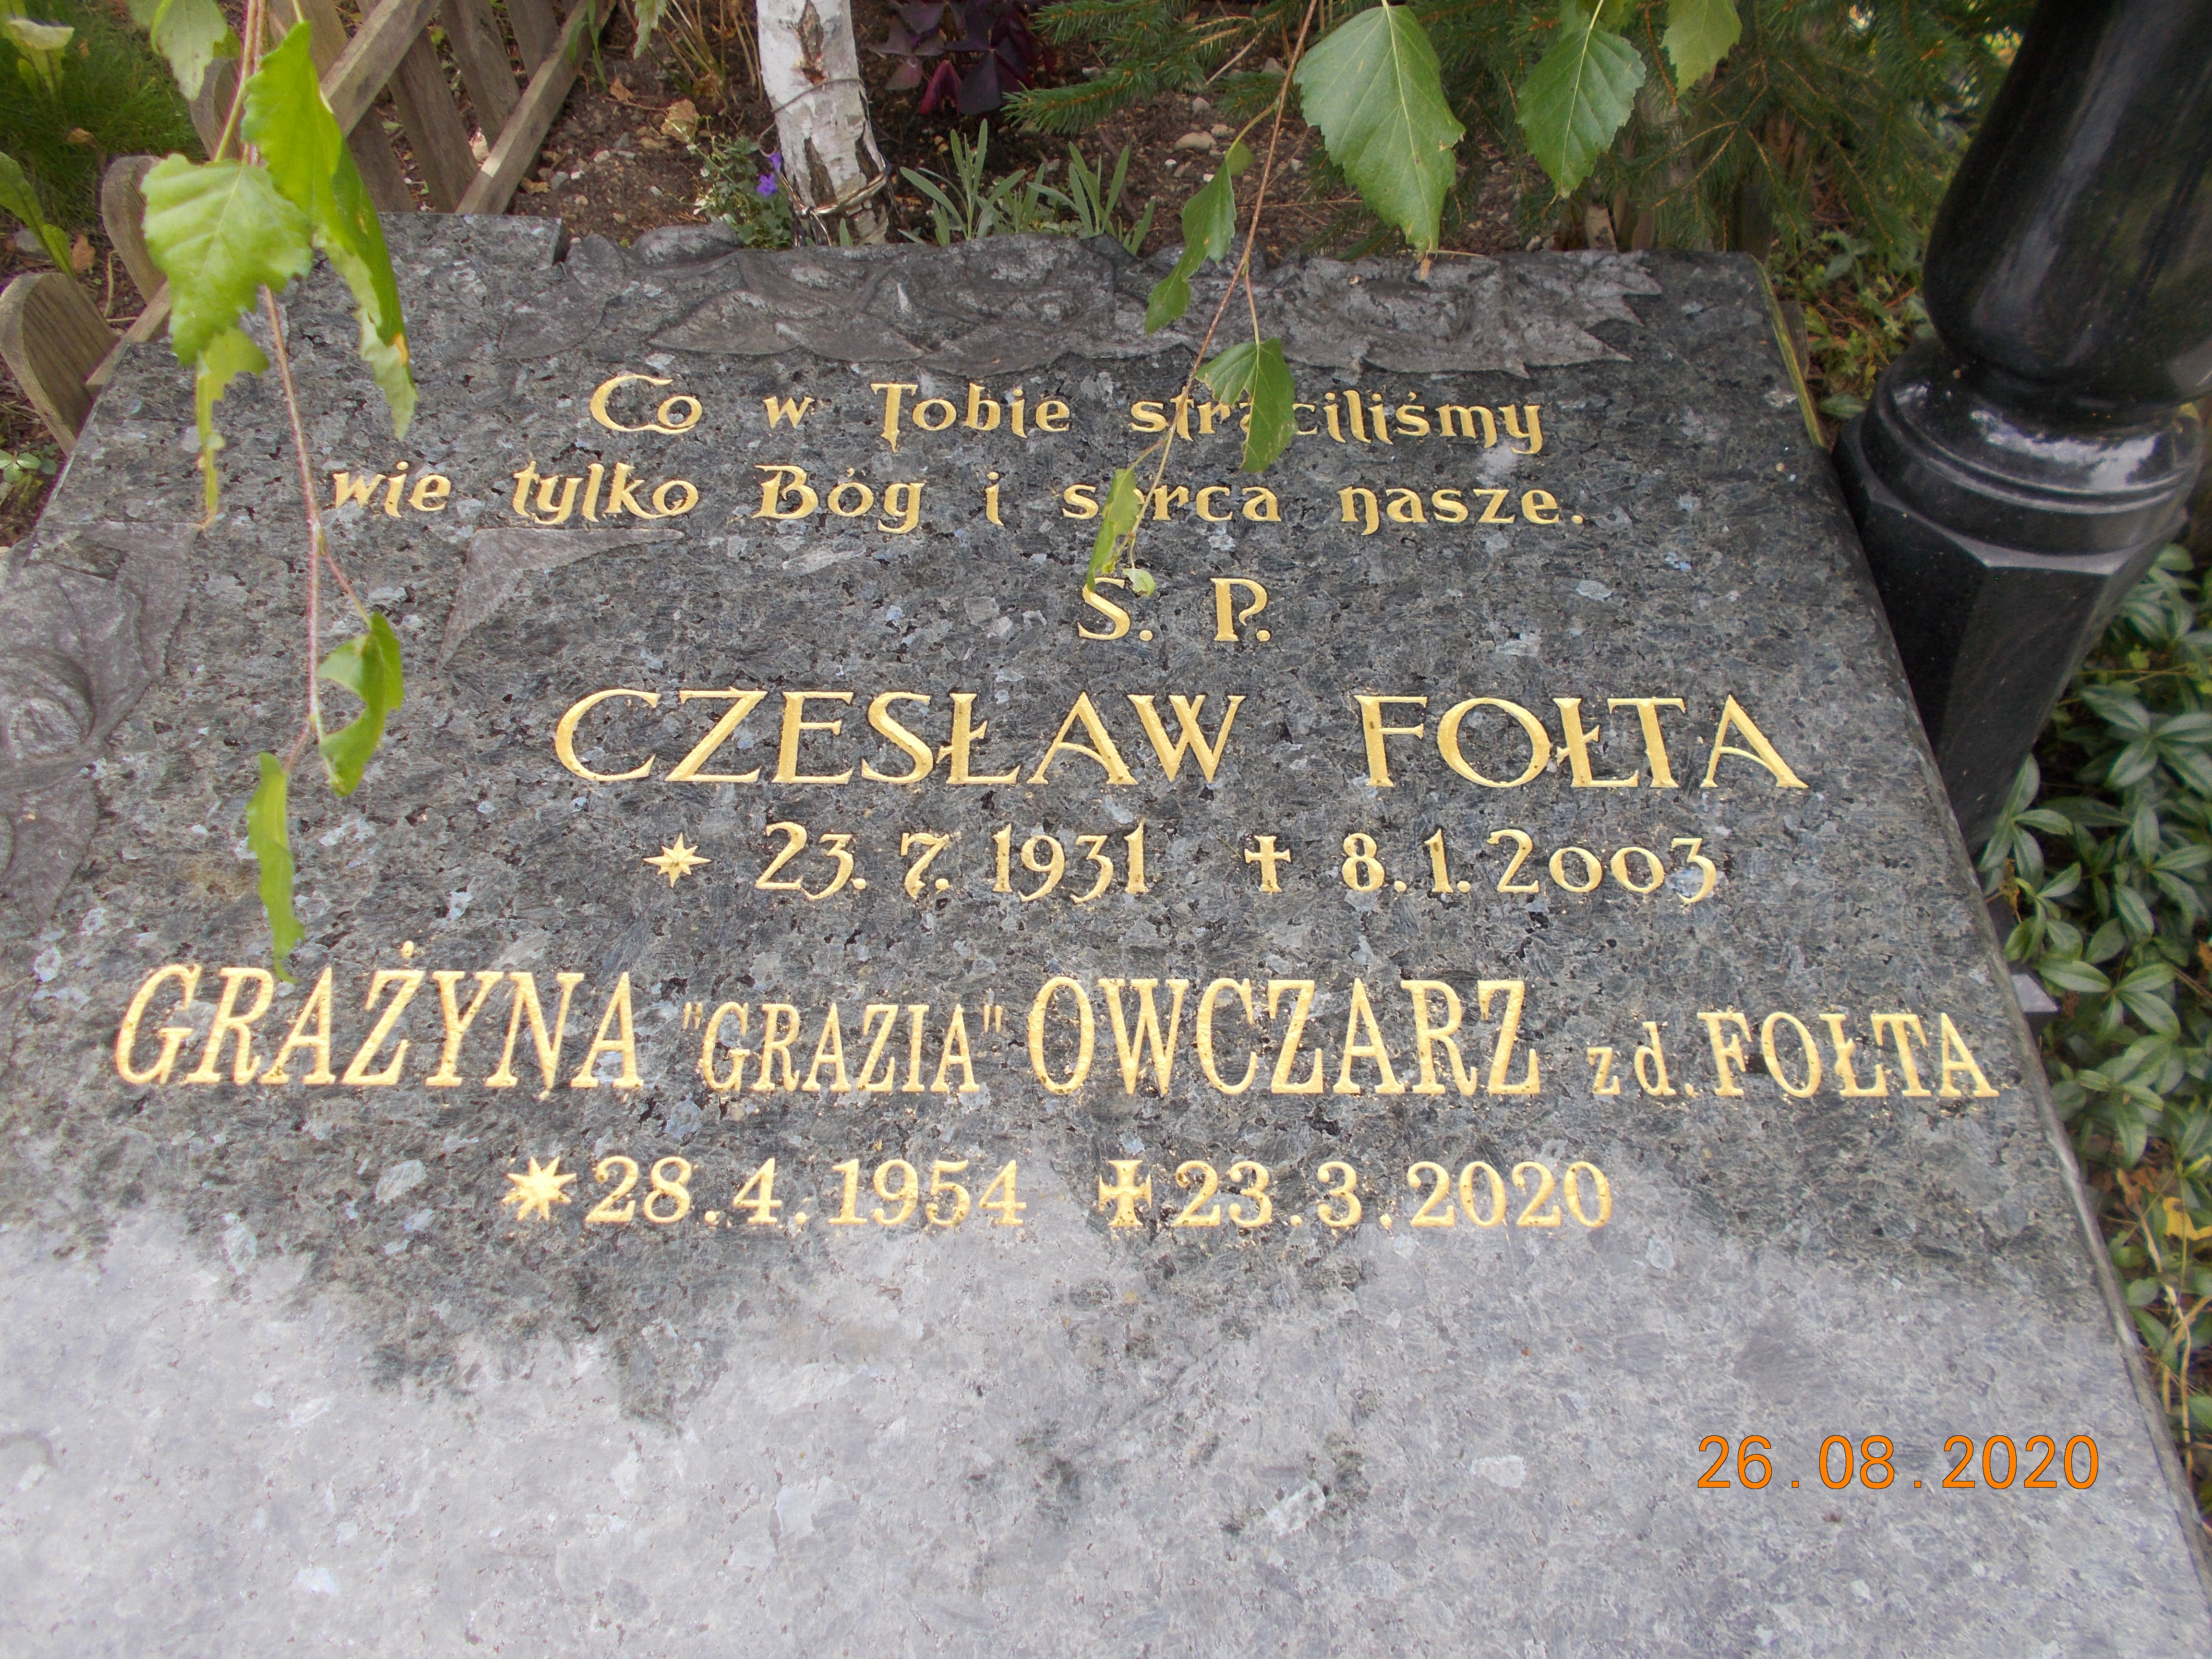 Co w Tobie straciliśmy
wie tylko Bóg i serca nasze.
S. P.
CZESŁAW FOŁTA
* 23. 7. 1931 ✝ 8. 1. 2003
GRAŻYNA "GRAZIA" OWCZARZ zd. FOŁTA
* 28.4.1954 ✝ 23.3.2020
26.08.2020